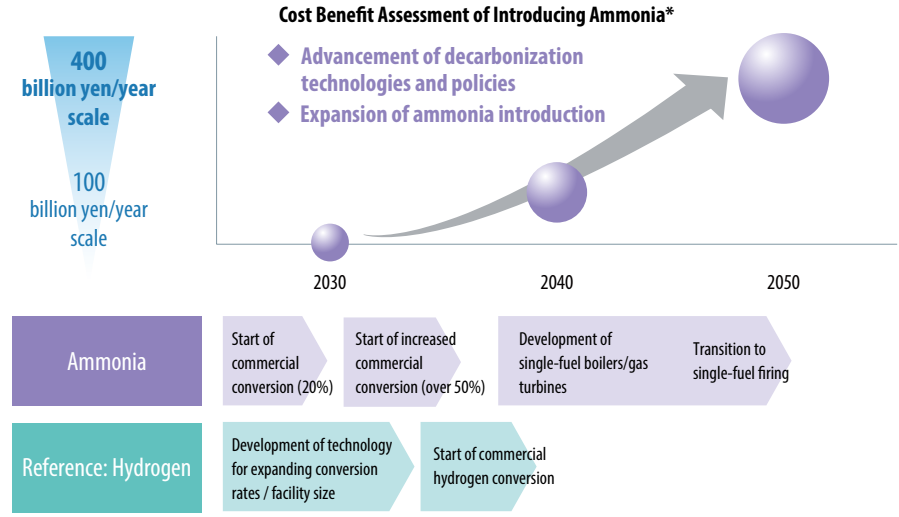 Cost Benefit Assessment of Introducing Ammonia*
400
billion yen/year
scale
100
billion yen/year
scale
Advancement of decarbonization
technologies and policies
Expansion of ammonia introduction
2030
2040
2050
Ammonia
Start of
commercial
conversion (20%)
Start of increased
commercial
conversion (over 50%)
Development of
single-fuel boilers/gas
turbines
Transition to
single-fuel firing
Reference: Hydrogen
Development of technology
for expanding conversion
rates / facility size
Start of commercial
hydrogen conversion